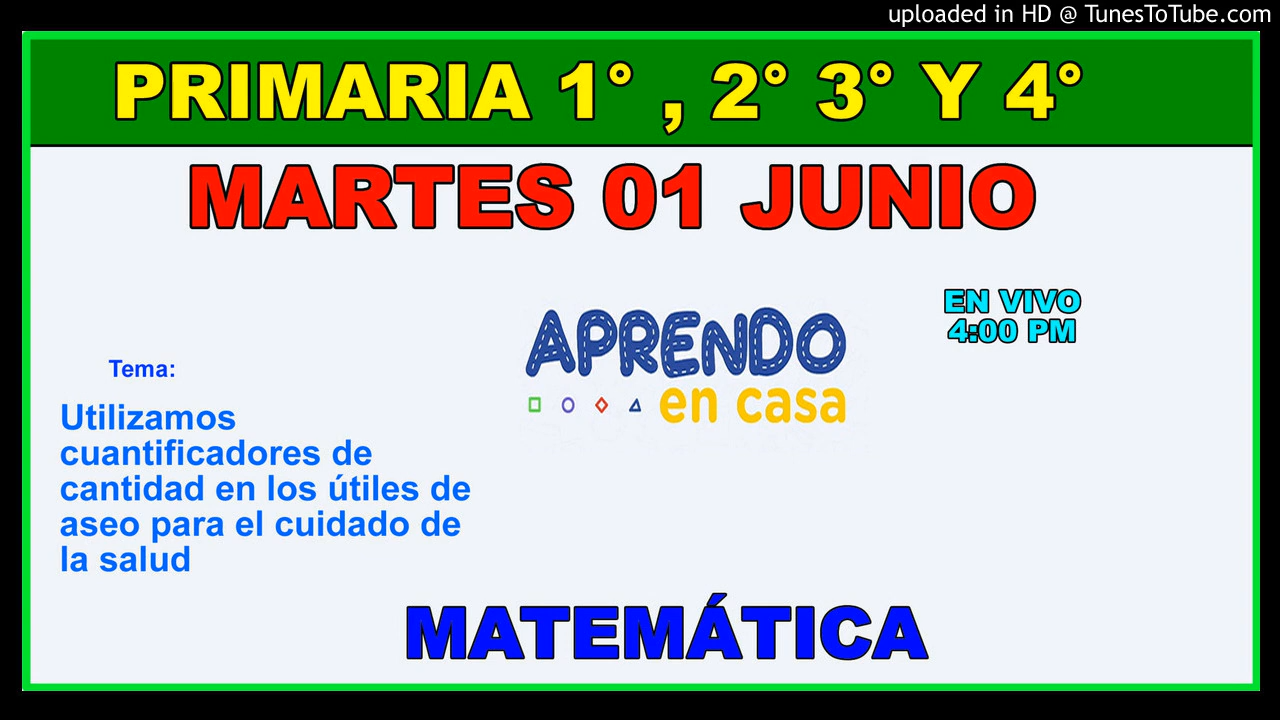 uploaded in HD @ TunesToTube.com
PRIMARIA 1° , 2° 3° Y 4°
MARTES 01 JUNIO
EN VIVO
4:00 PM
APRENDO
en casa
Tema:
Utilizamos
cuantificadores de
cantidad en los útiles de
aseo para el cuidado de
la salud
MATEMÁTICA